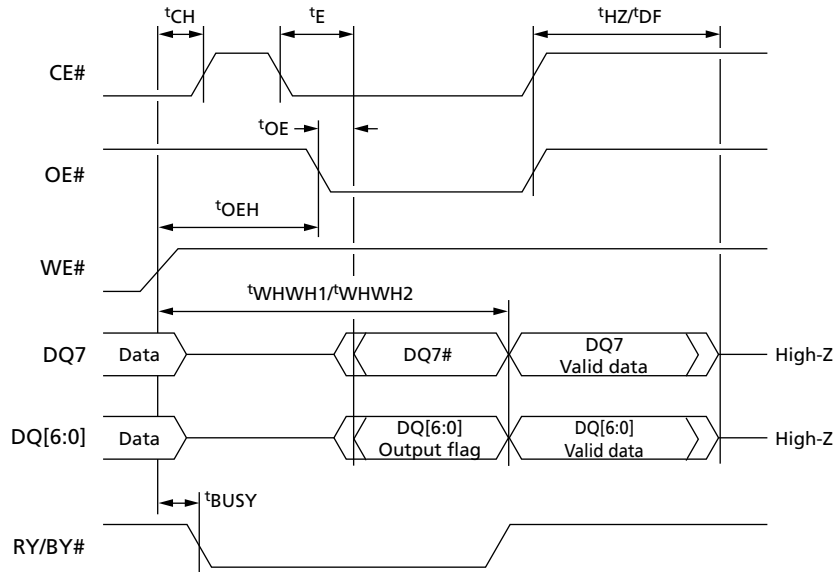 tCH
tE
tHZ/tDF
CE#
tOE
OE#
tOEH
WE#
tWHWH1/tWHWH2
DQ7
Data
DQ7#
DQ7
Valid data
High-Z
DQ[6:0]
Data
DQ[6:0]
Output flag
DQ[6:0]
Valid data
High-Z
tBUSY
RY/BY#